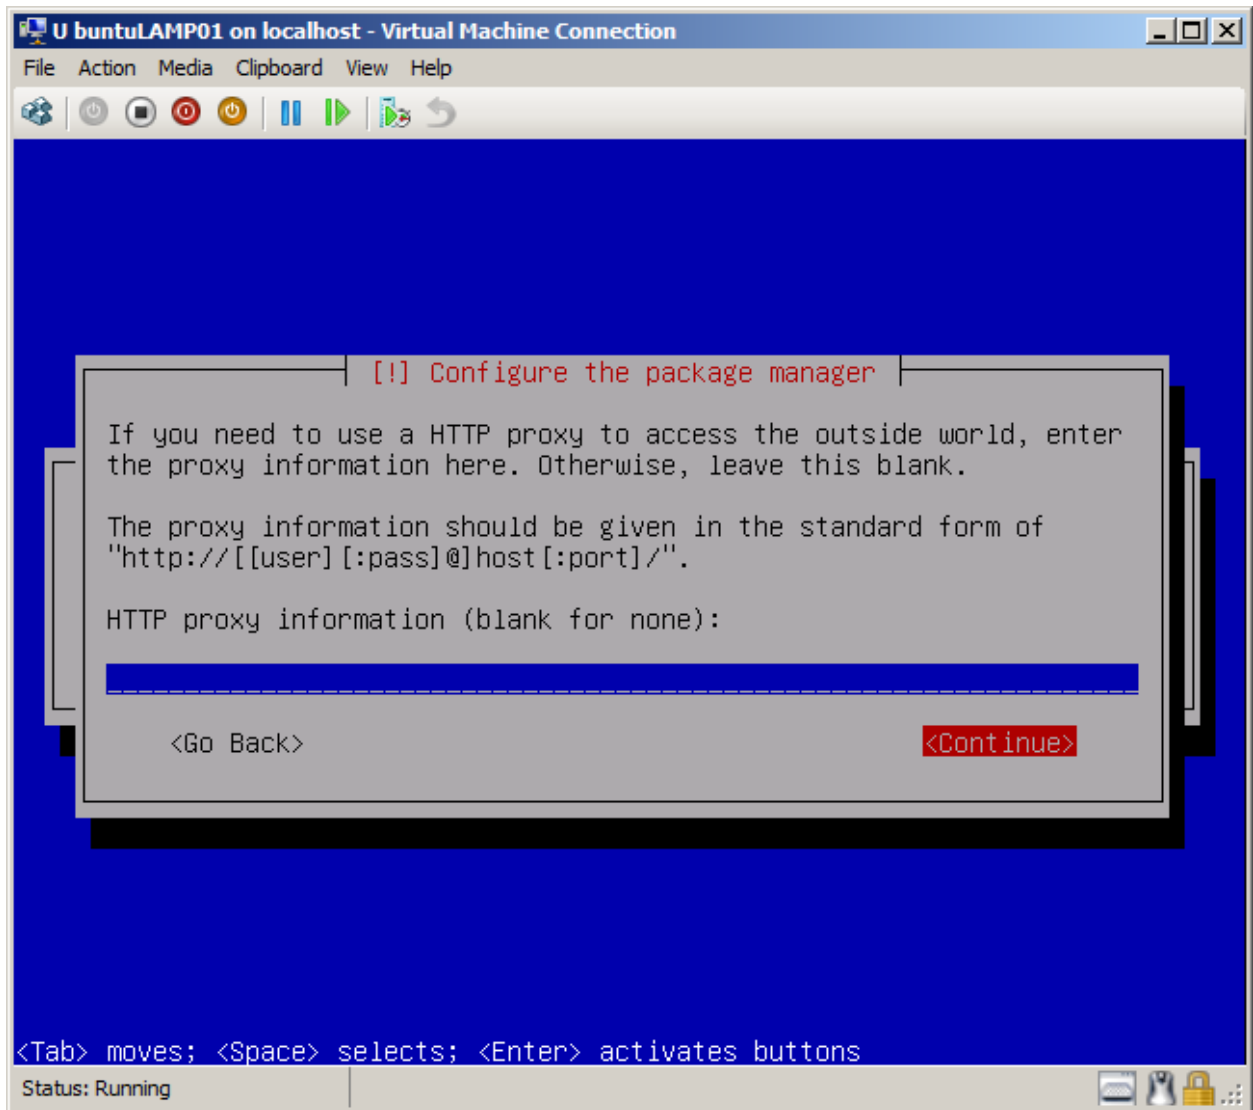 U buntuLAMP01 on localhost - Virtual Machine Connection
File Action Media Clipboard View Help
[!] Configure the package manager
If you need to use a HTTP proxy to access the outside world, enter
the proxy information here. Otherwise, leave this blank.
The proxy information should be given in the standard form of
"http://[[user][:pass]@]host[:port]/".
HTTP proxy information (blank for none):
<Go Back> <Continue>
<Tab> moves; <Space> selects; <Enter> activates buttons
Status: Running